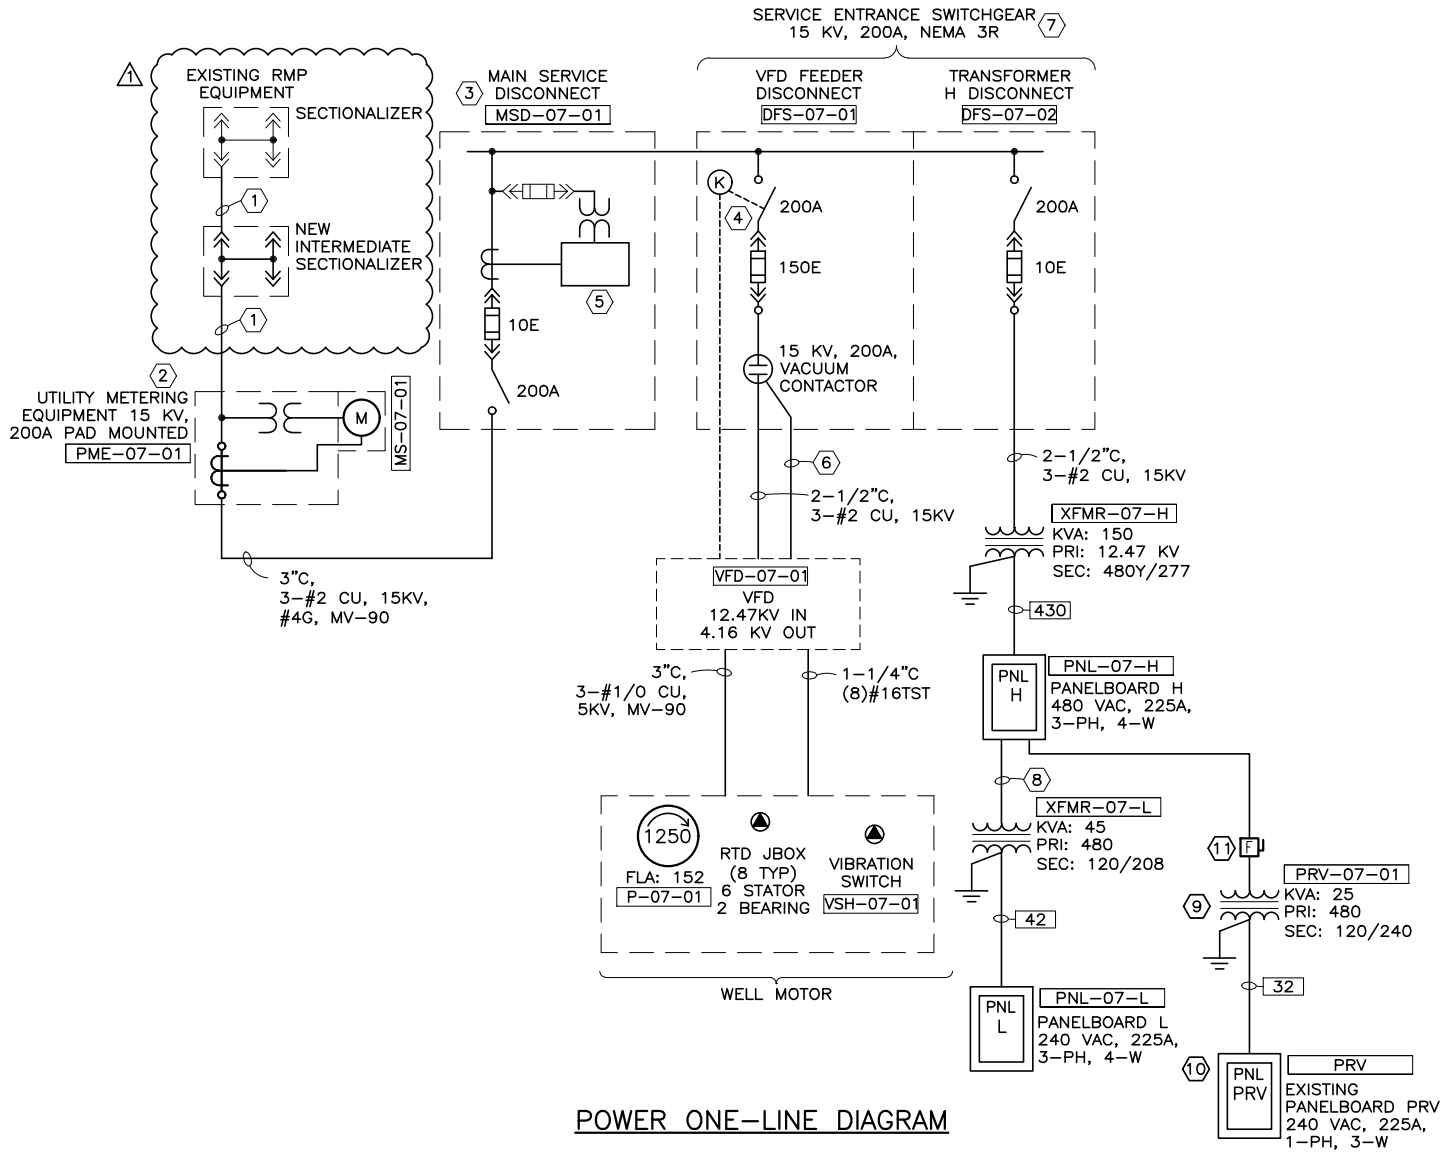 SERVICE ENTRANCE SWITCHGEAR
15 KV, 200A, NEMA 3R
7
1
EXISTING RMP
EQUIPMENT
SECTIONALIZER
1
NEW
INTERMEDIATE
SECTIONALIZER
1
3
MAIN SERVICE
DISCONNECT
MSD-07-01
VFD FEEDER
DISCONNECT
DFS-07-01
TRANSFORMER
H DISCONNECT
DFS-07-02
K
4
200A
200A
150E
10E
5
10E
200A
15 KV, 200A,
VACUUM
CONTACTOR
2
UTILITY METERING
EQUIPMENT 15 KV,
200A PAD MOUNTED
PME-07-01
M
MS-07-01
6
2-1/2"C,
3-#2 CU, 15KV
2-1/2"C,
3-#2 CU, 15KV
3"C,
3-#2 CU, 15KV,
#4G, MV-90
VFD-07-01
VFD
12.47KV IN
4.16 KV OUT
XFMR-07-H
KVA: 150
PRI: 12.47 KV
SEC: 480Y/277
430
3"C,
3-#1/0 CU,
5KV, MV-90
1-1/4"C
(8)#16TST
PNL
H
PNL-07-H
PANELBOARD H
480 VAC, 225A,
3-PH, 4-W
8
XFMR-07-L
KVA: 45
PRI: 480
SEC: 120/208
42
1250
FLA: 152
P-07-01
RTD JBOX
(8 TYP)
6 STATOR
2 BEARING
VIBRATION
SWITCH
VSH-07-01
WELL MOTOR
11
F
9
PRV-07-01
KVA: 25
PRI: 480
SEC: 120/240
32
PNL
L
PNL-07-L
PANELBOARD L
240 VAC, 225A,
3-PH, 4-W
10
PNL
PRV
PRV
EXISTING
PANELBOARD PRV
240 VAC, 225A,
1-PH, 3-W
POWER ONE-LINE DIAGRAM